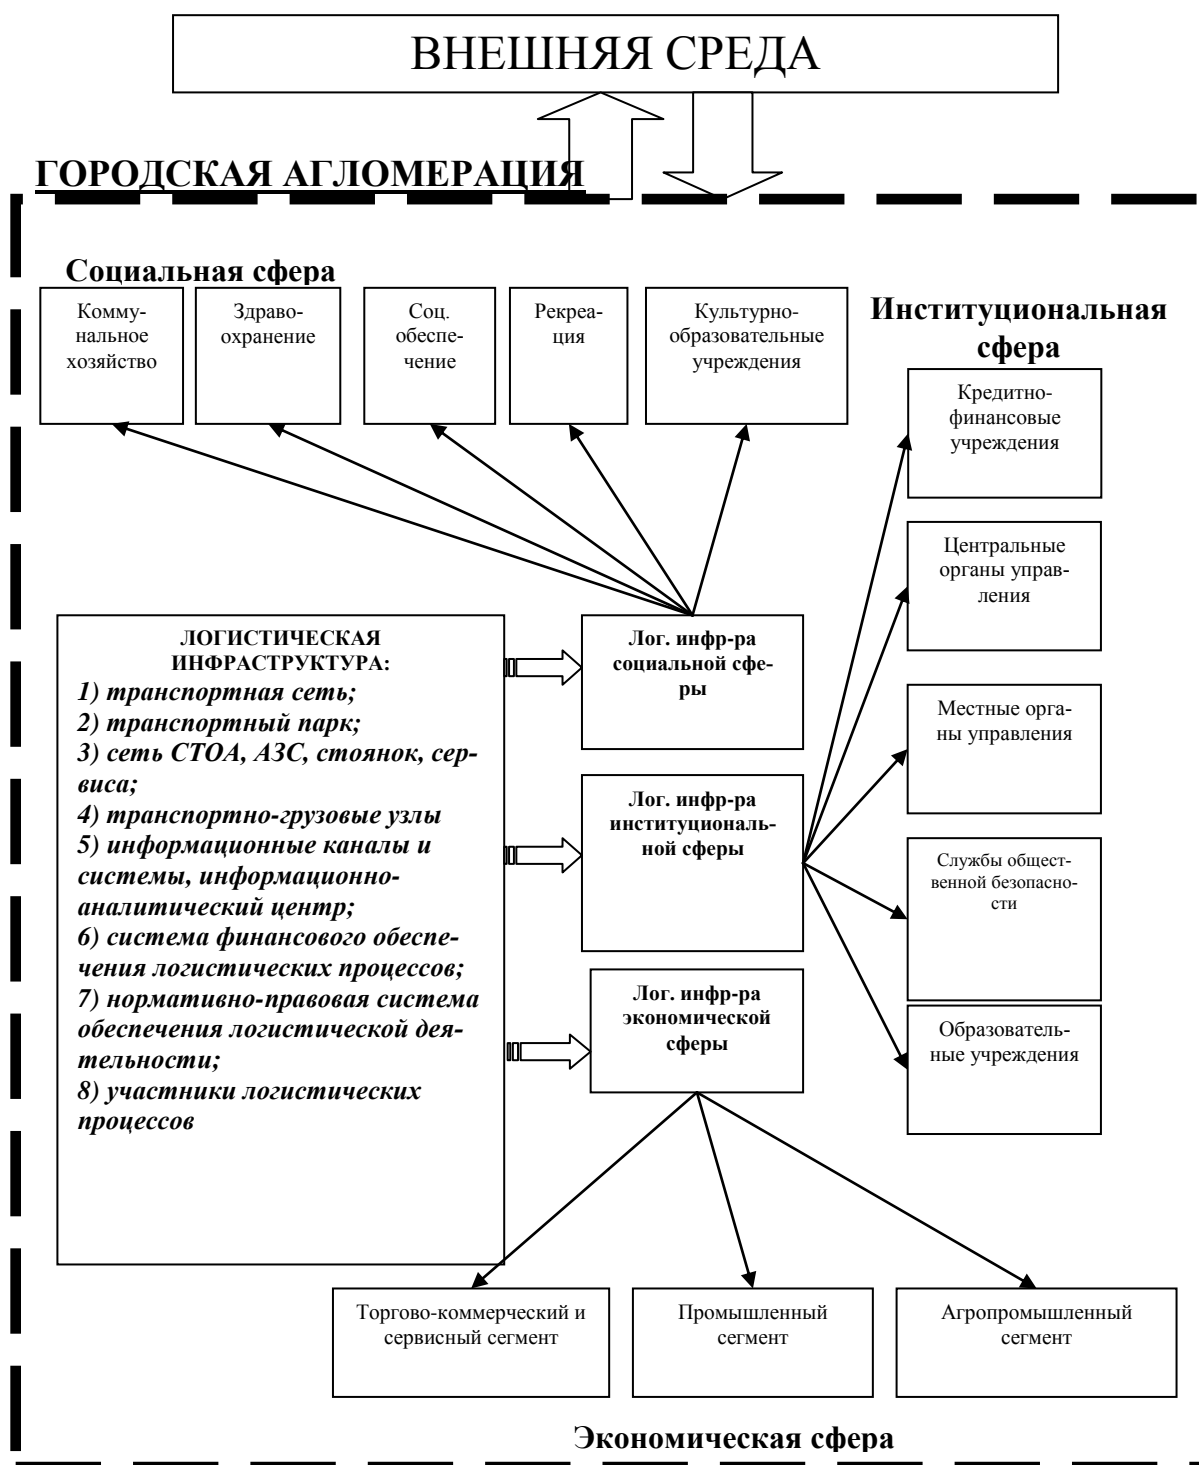 ВНЕШНЯЯ СРЕДА
ГОРОДСКАЯ АГЛОМЕРАЦИЯ
Социальная сфера
Комму-
нальное
хозяйство
Здраво-
охранение
Соц.
обеспе-
чение
Рекреа-
ция
Культурно-
образовательные
учреждения
Институциональная
сфера
Кредитно-
финансовые
учреждения
Центральные
органы управ-
ления
Местные орга-
ны управления
Службы общест-
венной безопасно-
сти
Образователь-
ные учреждения
ЛОГИСТИЧЕСКАЯ
ИНФРАСТРУКТУРА:
1) транспортная сеть;
2) транспортный парк;
3) сеть СТОА, АЗС, стоянок, сер-
виса;
4) транспортно-грузовые узлы
5) информационные каналы и
системы, информационно-
аналитический центр;
6) система финансового обеспе-
чения логистических процессов;
7) нормативно-правовая система
обеспечения логистической дея-
тельности;
8) участники логистических
процессов
Лог. инфр-ра
социальной сфе-
ры
Лог. инфр-ра
институциональ-
ной сферы
Лог. инфр-ра
экономической
сферы
Торгово-коммерческий и
сервисный сегмент
Промышленный
сегмент
Агропромышленный
сегмент
Экономическая сфера